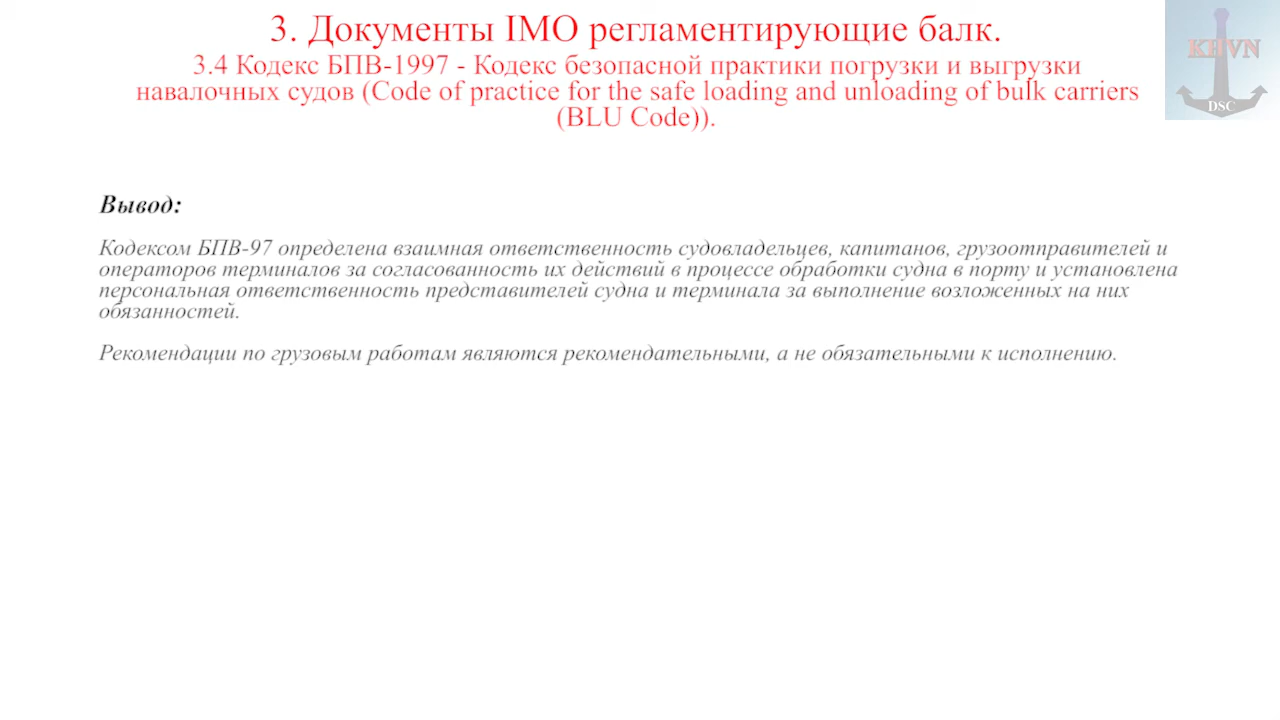 3. Документы IMO регламентирующие балк.
3.4 Кодекс БПВ-1997 - Кодекс безопасной практики погрузки и выгрузки
навалочных судов (Code of practice for the safe loading and unloading of bulk carriers
(BLU Code)).
KHVN
DSC
Вывод:
Кодексом БПВ-97 определена взаимная ответственность судовладельцев, капитанов, грузоотправителей и
операторов терминалов за согласованность их действий в процессе обработки судна в порту и установлена
персональная ответственность представителей судна и терминала за выполнение возложенных на них
обязанностей.
Рекомендации по грузовым работам являются рекомендательными, а не обязательными к исполнению.